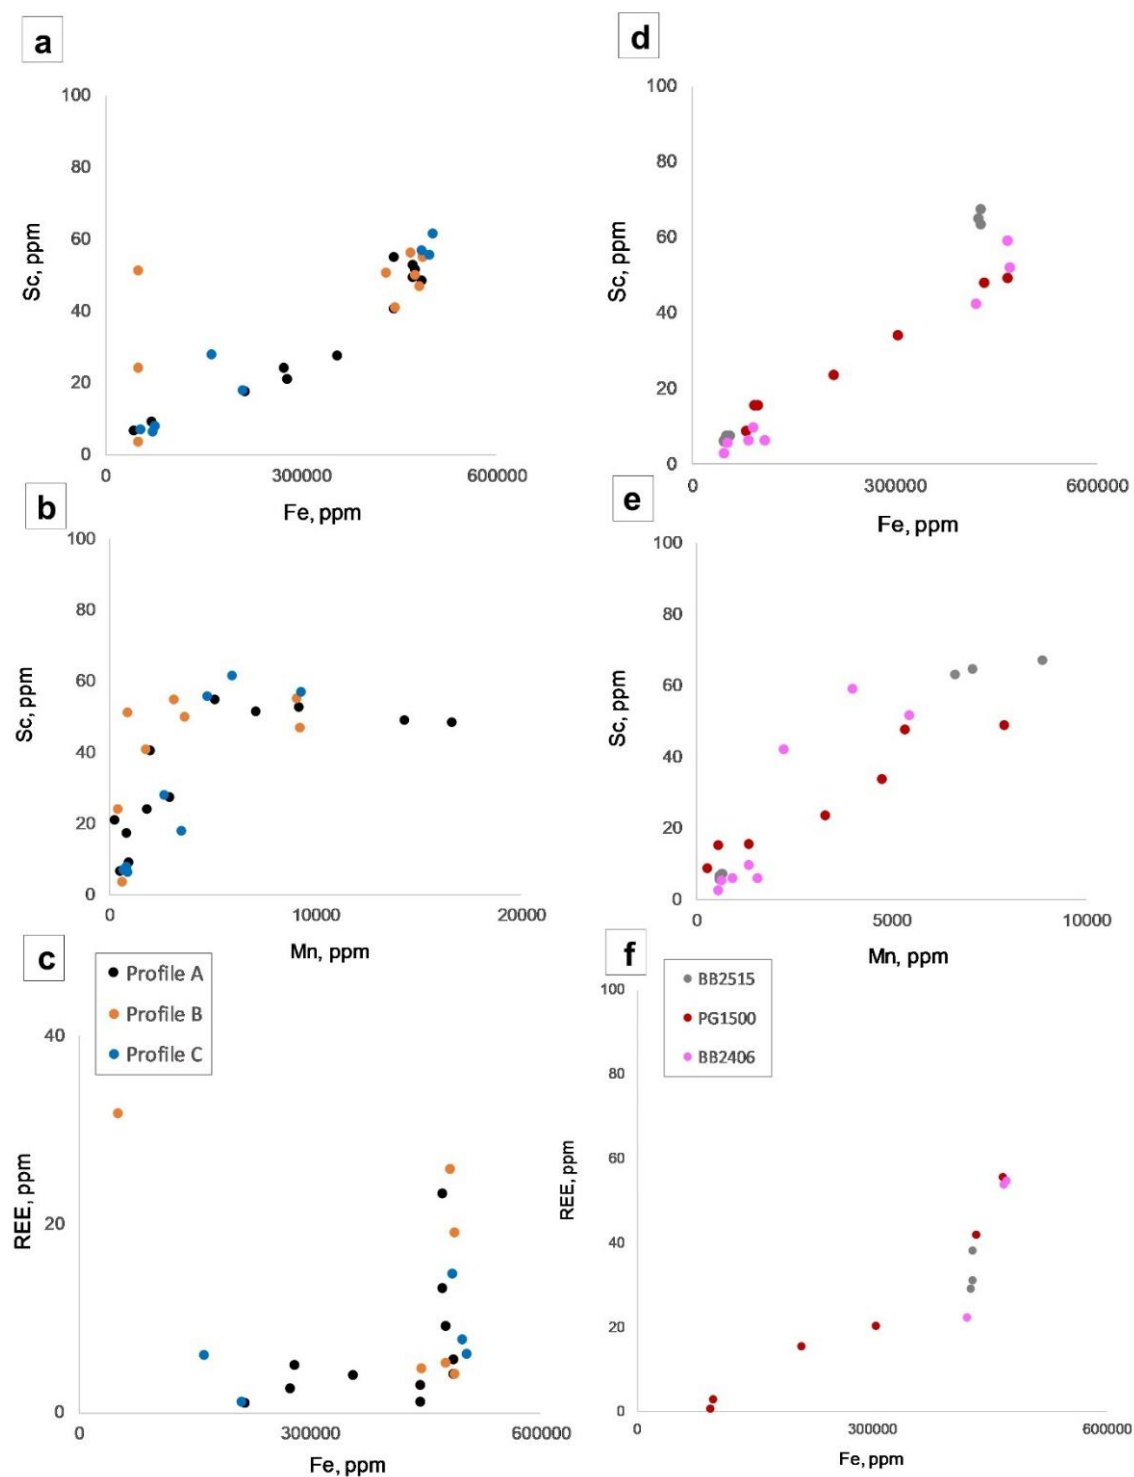 a
100
80
60
40
20
0
Sc, ppm
0 300000 600000
Fe, ppm
b
100
80
60
40
20
0
Sc, ppm
0 10000 20000
Mn, ppm
c
Profile A
Profile B
Profile C
40
20
0
REE, ppm
0 300000 600000
Fe, ppm
d
100
80
60
40
20
0
Sc, ppm
0 300000 600000
Fe, ppm
e
100
80
60
40
20
0
Sc, ppm
0 5000 10000
Mn, ppm
f
BB2515
PG1500
BB2406
100
80
60
40
20
0
REE, ppm
0 300000 600000
Fe, ppm